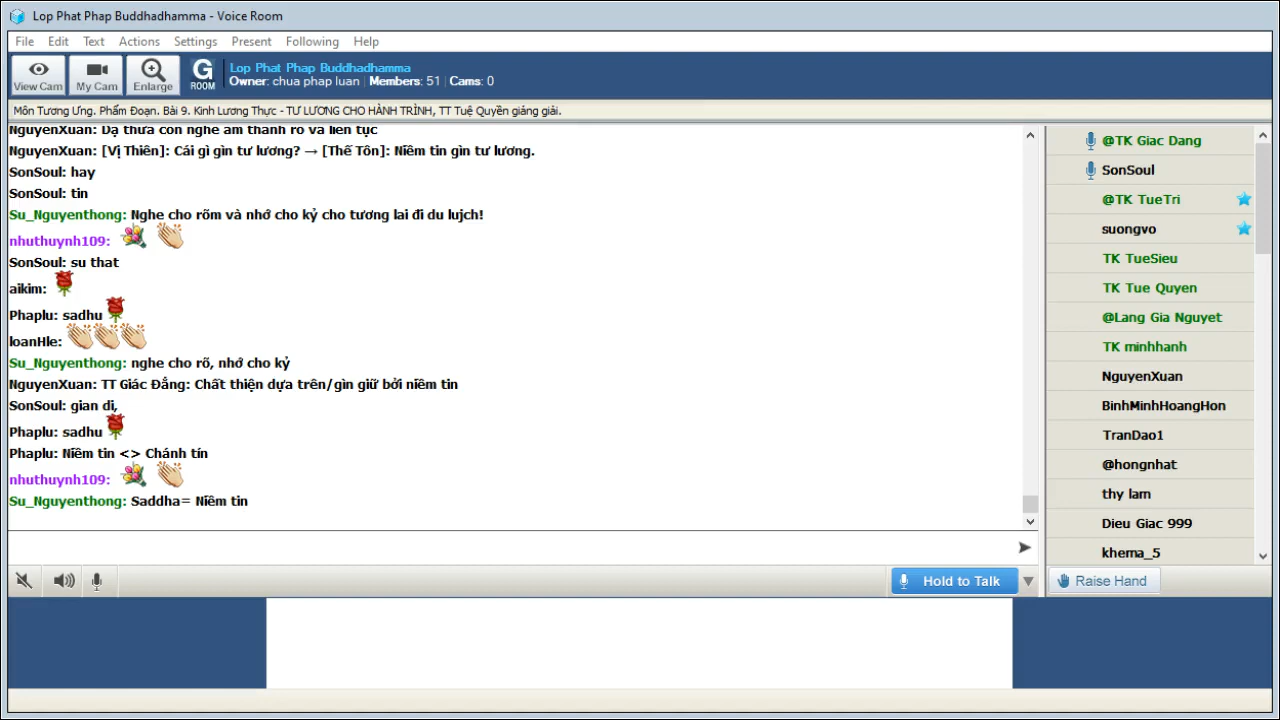 Lop Phat Phap Buddhadhamma - Voice Room
File Edit Text Actions Settings Present Following Help
View Cam My Cam Enlarge G ROOM
Lop Phat Phap Buddhadhamma
Owner: chua phap luan | Members: 51 | Cams: 0
Môn Tương Ưng. Phẩm Đoạn. Bài 9. Kinh Lương Thực - TƯ LƯƠNG CHO HÀNH TRÌNH, TT Tuệ Quyền giảng giải.
NguyenXuan: Dạ thưa con nghe âm thanh rõ và liên tục
NguyenXuan: [Vị Thiên]: Cái gì gìn tư lương? → [Thế Tôn]: Niềm tin gìn tư lương.
SonSoul: hay
SonSoul: tin
Su_Nguyenthong: Nghe cho rõm và nhớ cho kỷ cho tương lai đi du lujch!
nhuthuynh109:
SonSoul: su that
aikim:
Phaplu: sadhu
loanHle:
Su_Nguyenthong: nghe cho rõ, nhớ cho kỷ
NguyenXuan: TT Giác Đẳng: Chất thiện dựa trên/gìn giữ bởi niềm tin
SonSoul: gian di,
Phaplu: sadhu
Phaplu: Niềm tin <> Chánh tín
nhuthuynh109:
Su_Nguyenthong: Saddha= Niềm tin
@TK Giac Dang
SonSoul
@TK TueTri
suongvo
TK TueSieu
TK Tue Quyen
@Lang Gia Nguyet
TK minhhanh
NguyenXuan
BinhMinhHoangHon
TranDao1
@hongnhat
thy lam
Dieu Giac 999
khema_5
Hold to Talk
Raise Hand